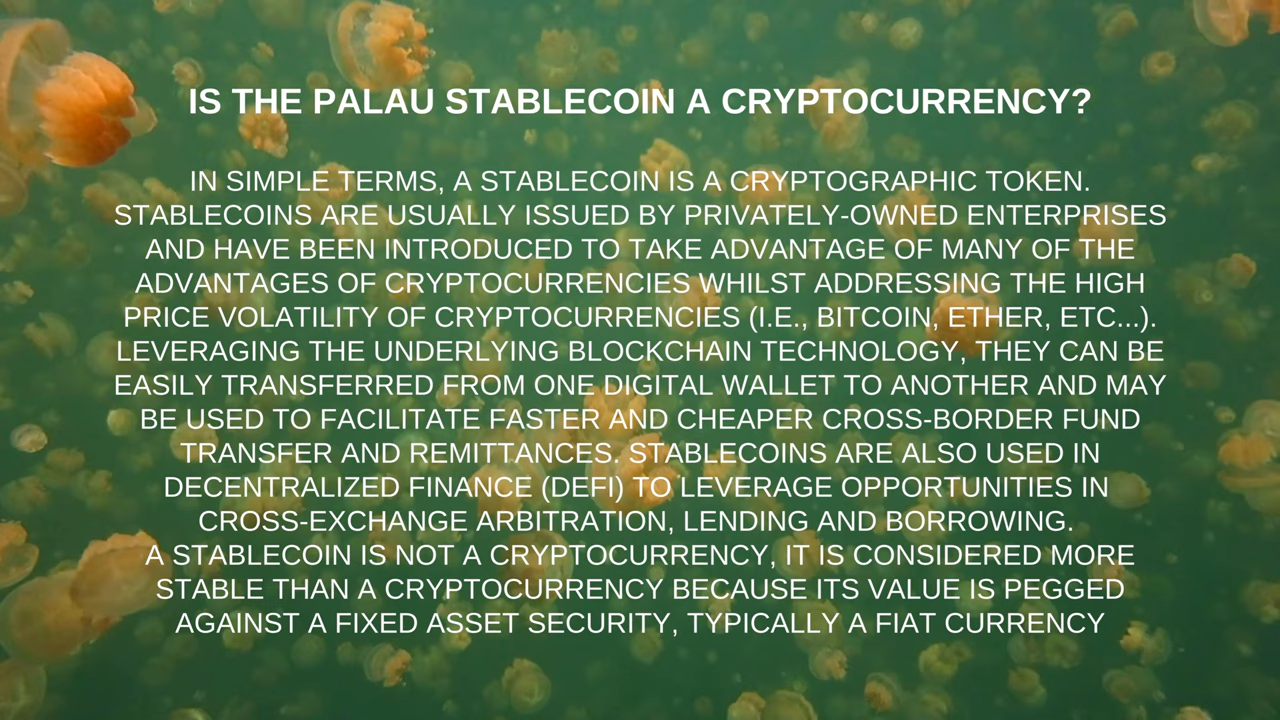 IS THE PALAU STABLECOIN A CRYPTOCURRENCY?
IN SIMPLE TERMS, A STABLECOIN IS A CRYPTOGRAPHIC TOKEN.
STABLECOINS ARE USUALLY ISSUED BY PRIVATELY-OWNED ENTERPRISES
AND HAVE BEEN INTRODUCED TO TAKE ADVANTAGE OF MANY OF THE
ADVANTAGES OF CRYPTOCURRENCIES WHILST ADDRESSING THE HIGH
PRICE VOLATILITY OF CRYPTOCURRENCIES (I.E., BITCOIN, ETHER, ETC...).
LEVERAGING THE UNDERLYING BLOCKCHAIN TECHNOLOGY, THEY CAN BE
EASILY TRANSFERRED FROM ONE DIGITAL WALLET TO ANOTHER AND MAY
BE USED TO FACILITATE FASTER AND CHEAPER CROSS-BORDER FUND
TRANSFER AND REMITTANCES. STABLECOINS ARE ALSO USED IN
DECENTRALIZED FINANCE (DEFI) TO LEVERAGE OPPORTUNITIES IN
CROSS-EXCHANGE ARBITRATION, LENDING AND BORROWING.
A STABLECOIN IS NOT A CRYPTOCURRENCY, IT IS CONSIDERED MORE
STABLE THAN A CRYPTOCURRENCY BECAUSE ITS VALUE IS PEGGED
AGAINST A FIXED ASSET SECURITY, TYPICALLY A FIAT CURRENCY